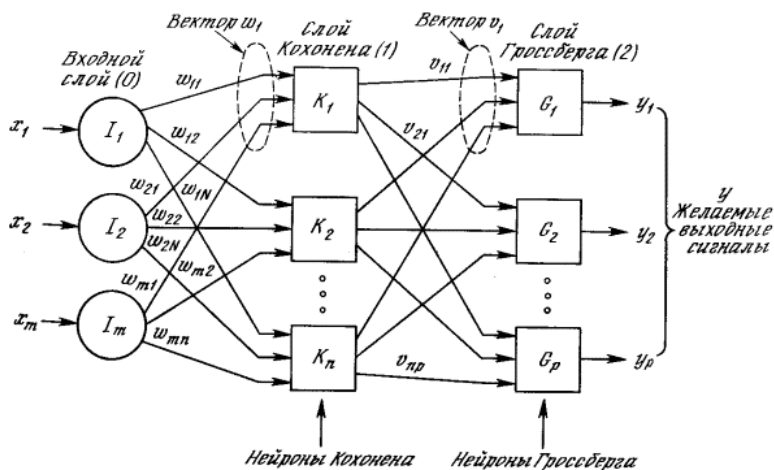 Вектор w₁
Слой
Кохонена (1)
Вектор v₁
Слой
Гроссберга (2)
Входной
слой (0)
w₁₁
v₁₁
x₁
I₁
K₁
G₁
y₁
w₁₂
v₂₁
w₂₁
w₁N
x₂
I₂
w₂₂
w₂N
K₂
G₂
y₂
Y
Желаемые
выходные
сигналы
wₘ₁
wₘ₂
xₘ
Iₘ
wₘₙ
Kₙ
vₙₚ
Gₚ
yₚ
Нейроны Кохонена
Нейроны Гроссберга